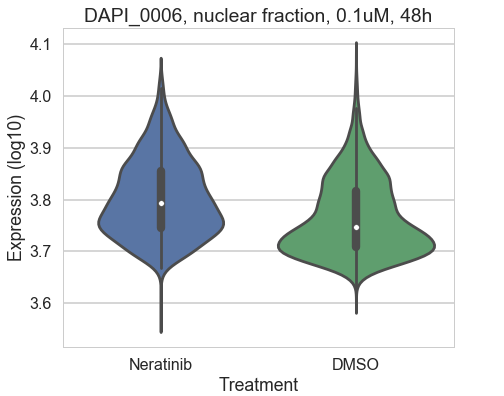 DAPI_0006, nuclear fraction, 0.1uM, 48h
4.1
4.0
3.9
3.8
3.7
3.6
Expression (log10)
Neratinib DMSO
Treatment